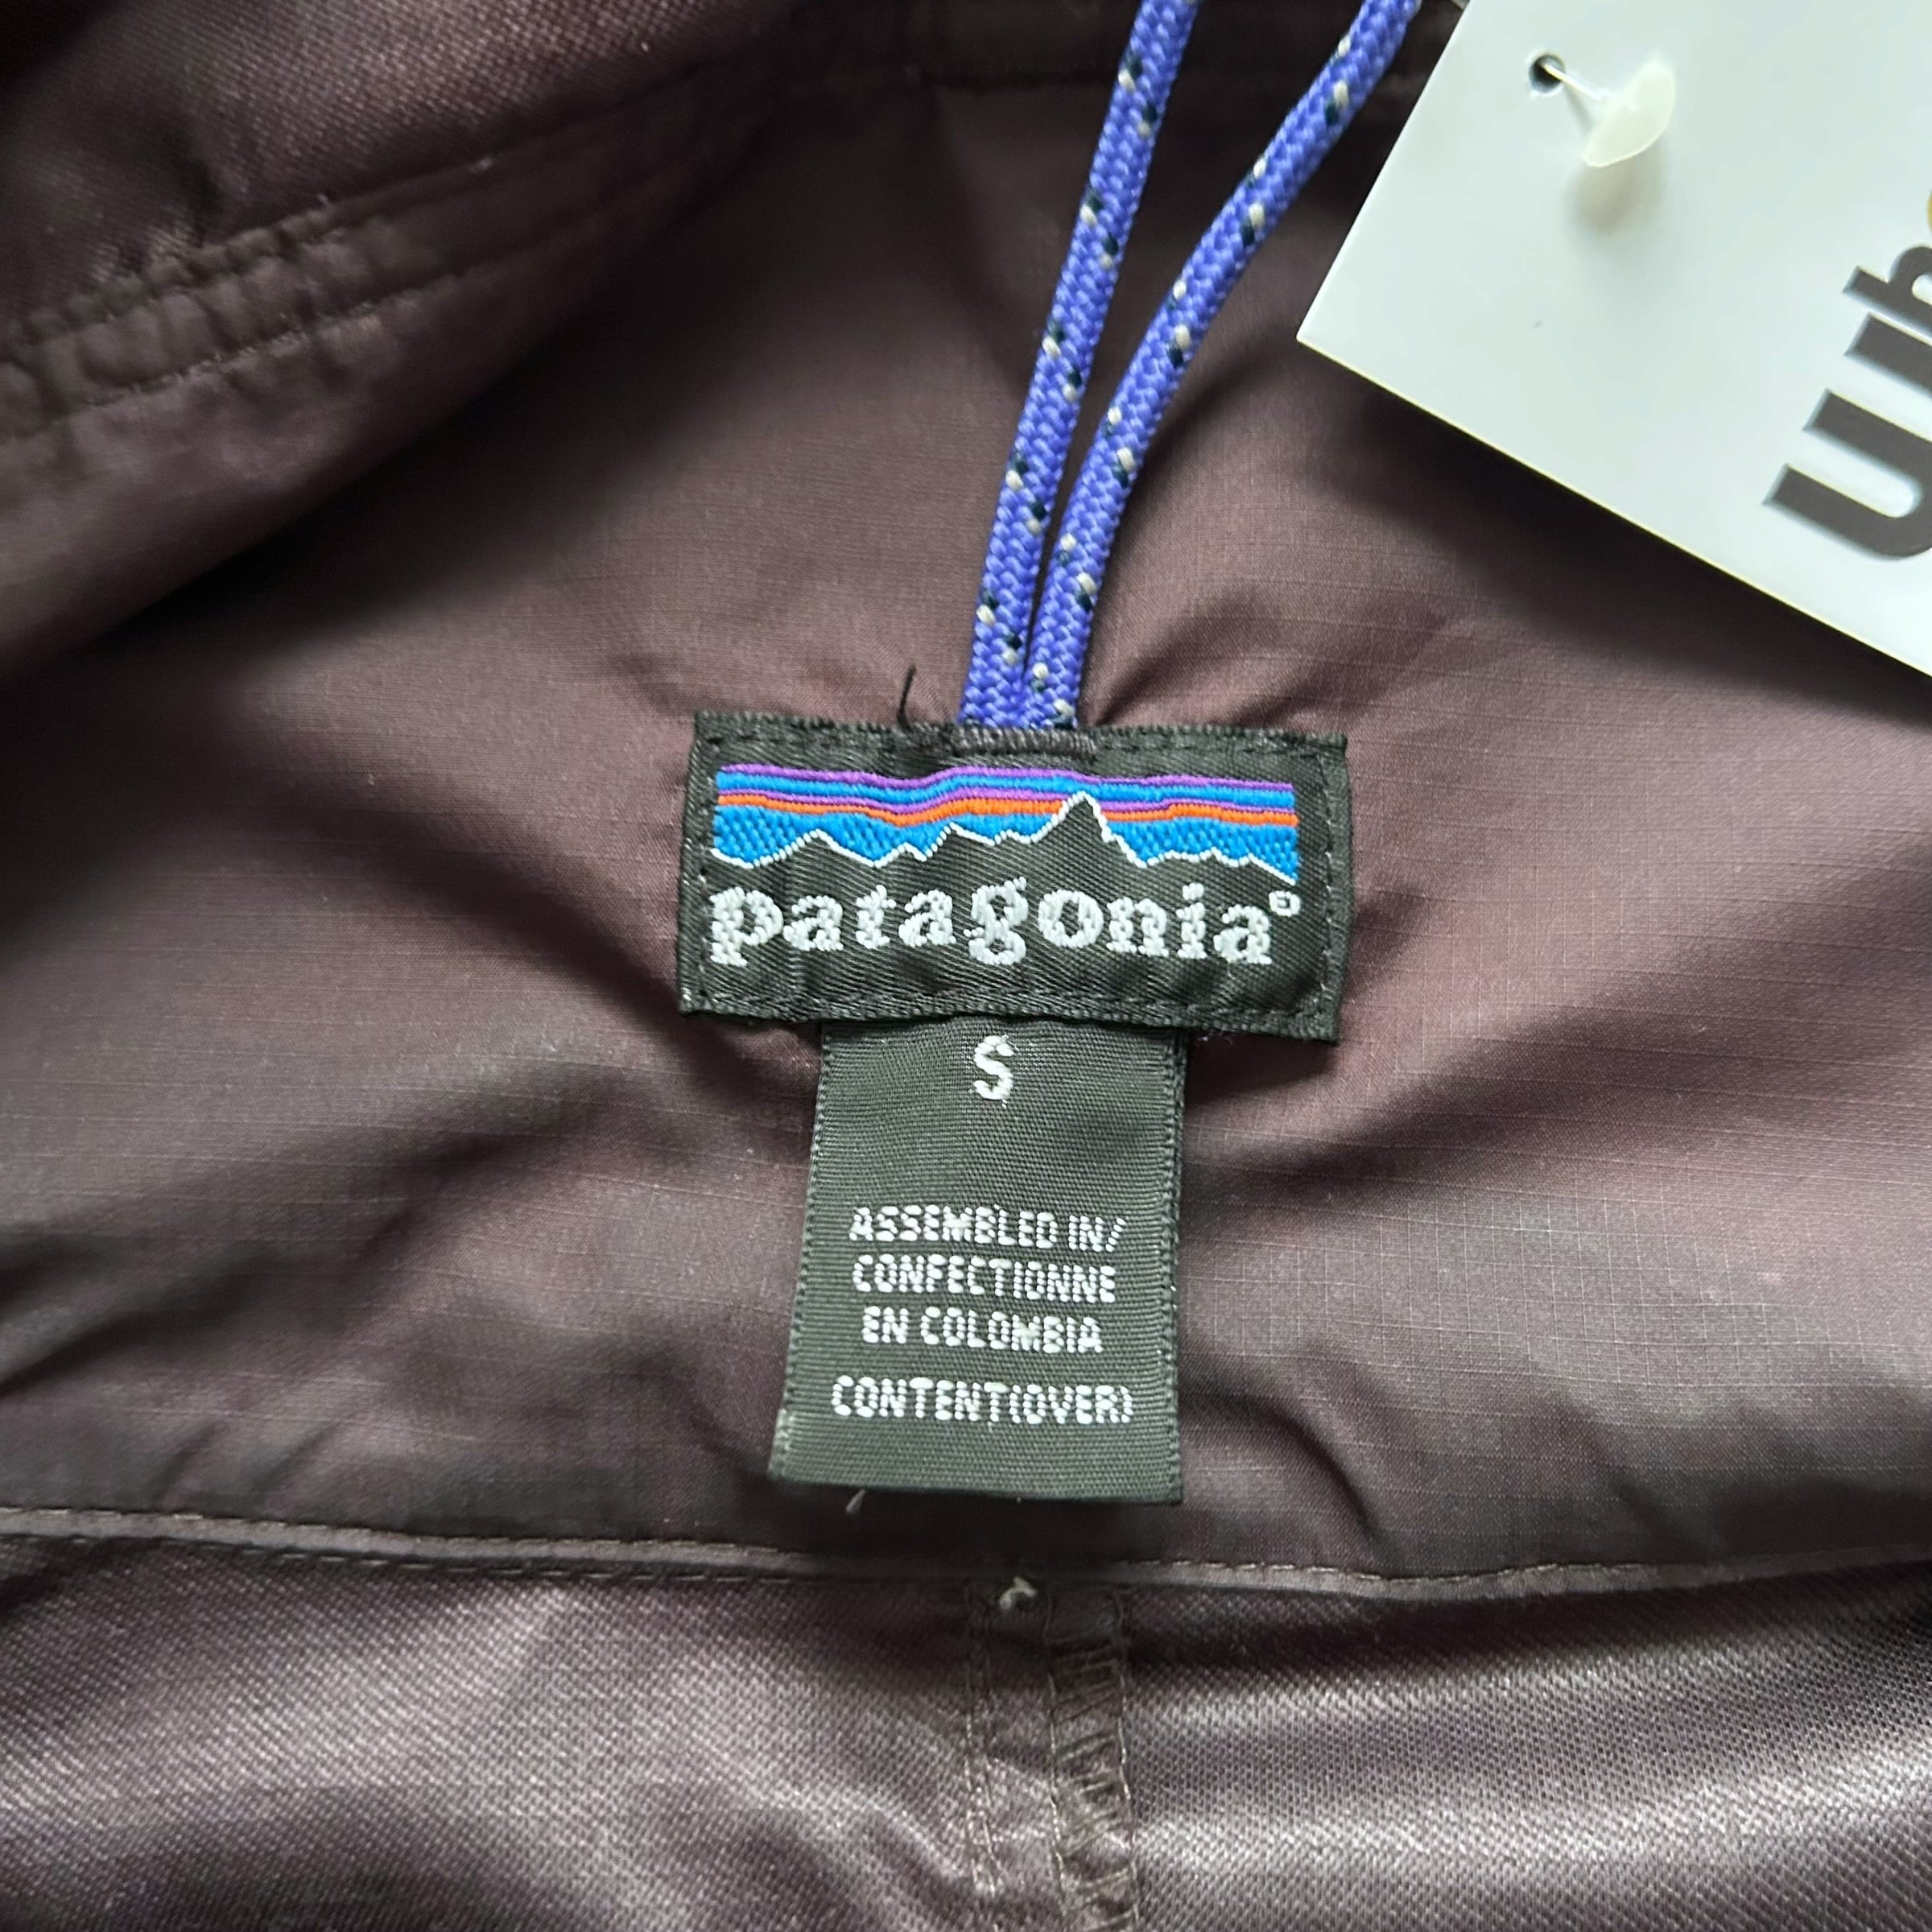 patagonia®
S
ASSEMBLED IN/
CONFECTIONNE
EN COLOMBIA
CONTENT(OVER)